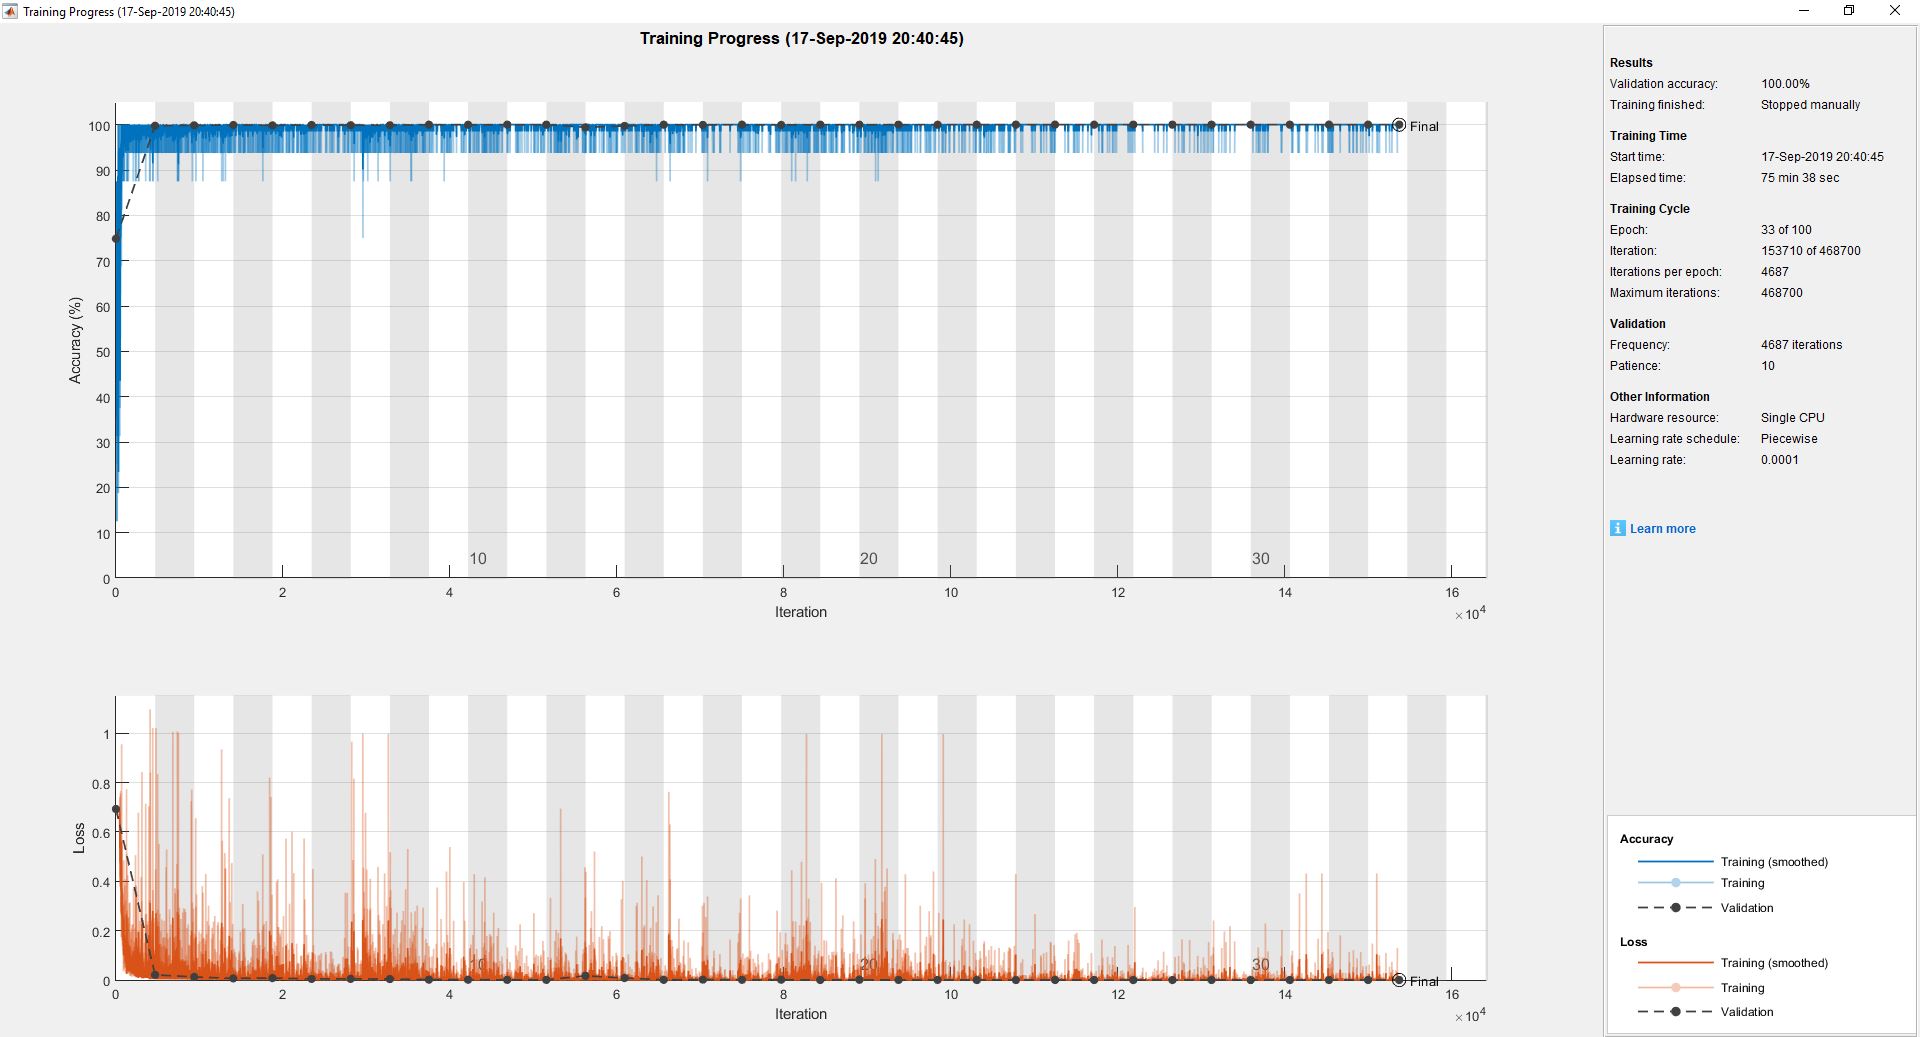 Training Progress (17-Sep-2019 20:40:45)
Training Progress (17-Sep-2019 20:40:45)
100
90
80
70
60
50
40
30
20
10
0
Accuracy (%)
Final
10 20 30
0 2 4 6 8 10 12 14 16
Iteration
×10^4
1
0.8
0.6
0.4
0.2
0
Loss
10 20 30
Final
0 2 4 6 8 10 12 14 16
Iteration
×10^4
Results
Validation accuracy: 100.00%
Training finished: Stopped manually
Training Time
Start time: 17-Sep-2019 20:40:45
Elapsed time: 75 min 38 sec
Training Cycle
Epoch: 33 of 100
Iteration: 153710 of 468700
Iterations per epoch: 4687
Maximum iterations: 468700
Validation
Frequency: 4687 iterations
Patience: 10
Other Information
Hardware resource: Single CPU
Learning rate schedule: Piecewise
Learning rate: 0.0001
i Learn more
Accuracy
Training (smoothed)
Training
Validation
Loss
Training (smoothed)
Training
Validation